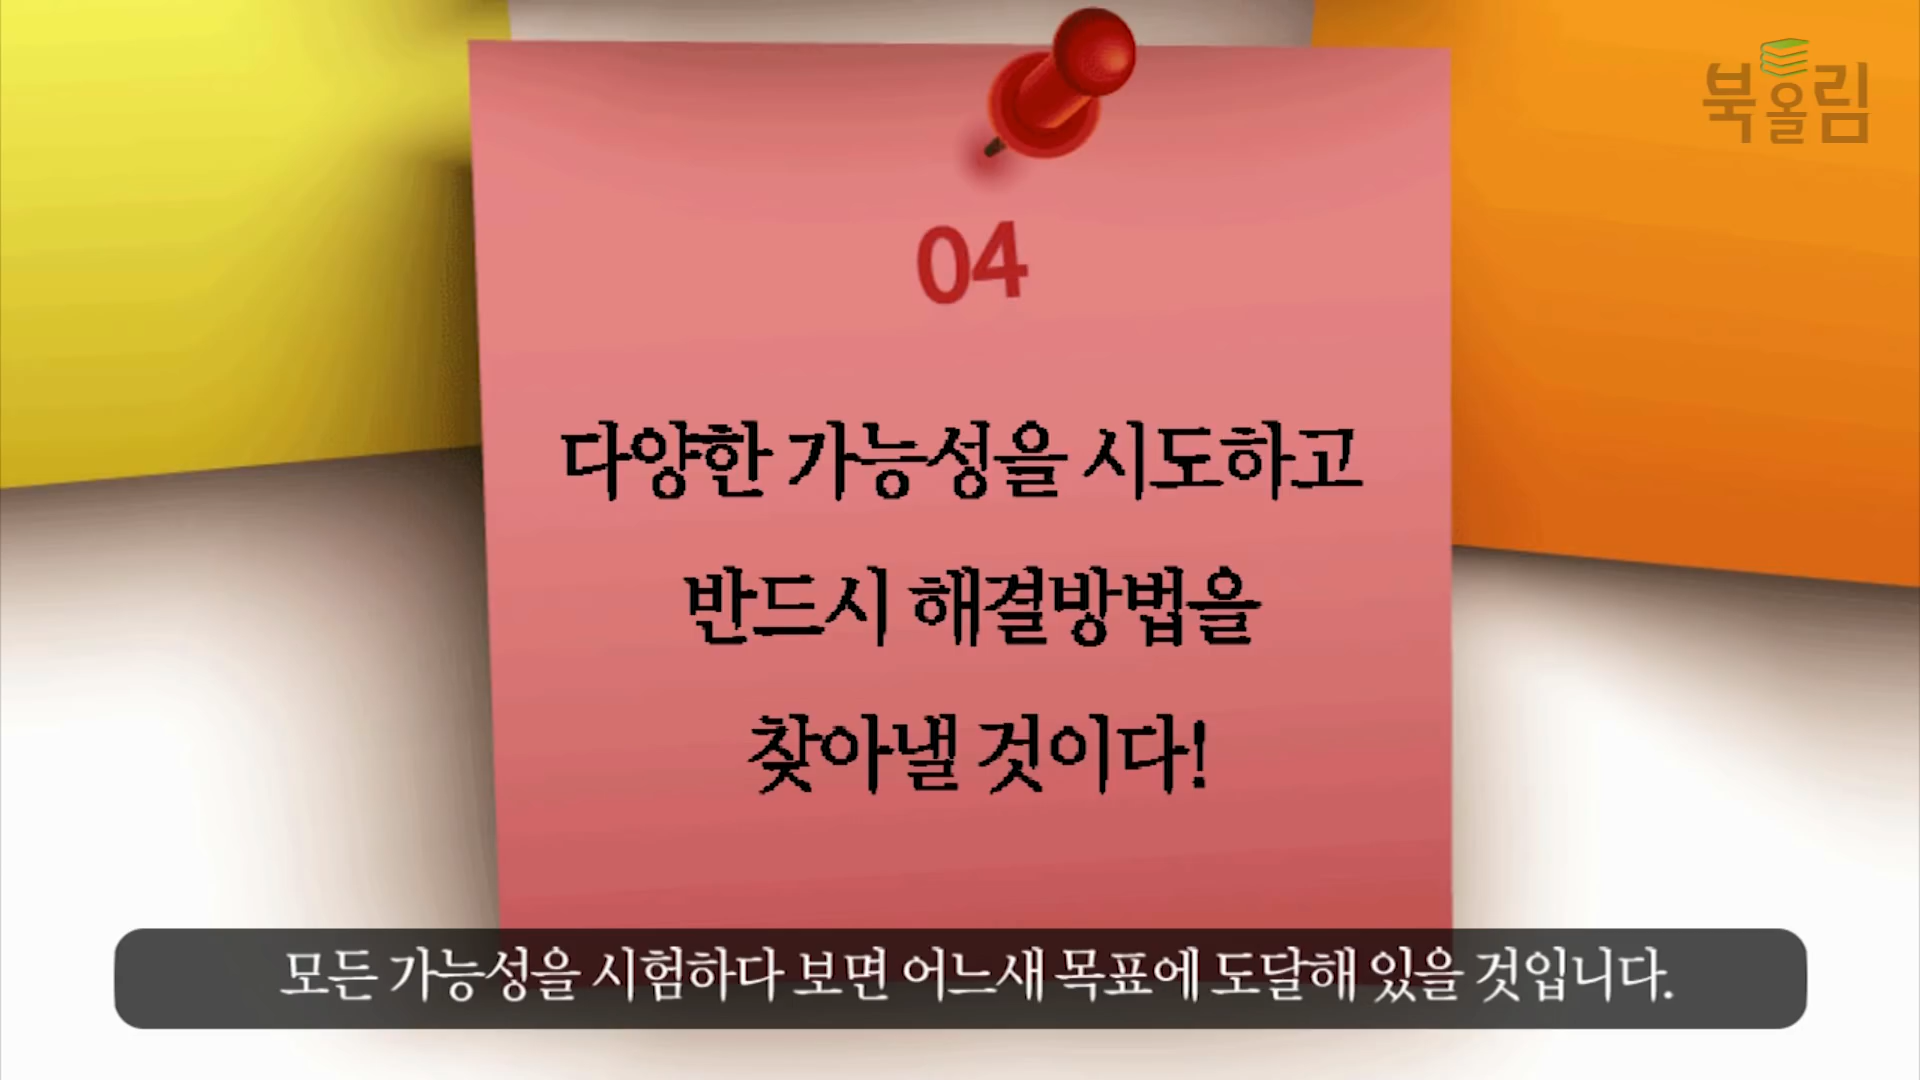 북올림
04
다양한 가능성을 시도하고
반드시 해결방법을
찾아낼 것이다!
모든 가능성을 시험하다 보면 어느새 목표에 도달해 있을 것입니다.